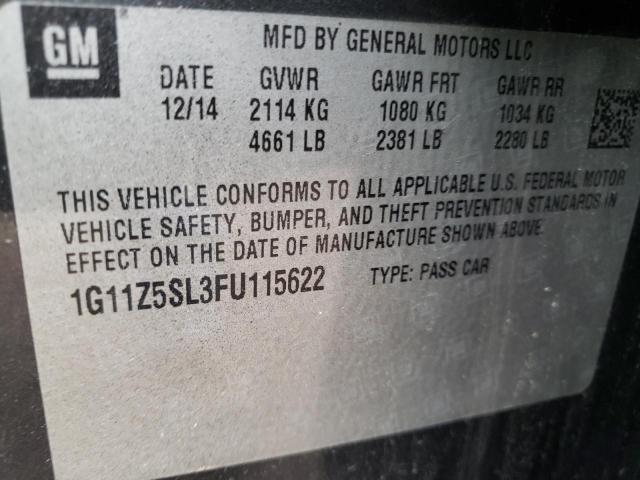 GM
MFD BY GENERAL MOTORS LLC
DATE GVWR GAWR FRT GAWR RR
12/14 2114 KG 1080 KG 1034 KG
4661 LB 2381 LB 2280 LB
THIS VEHICLE CONFORMS TO ALL APPLICABLE U.S. FEDERAL MOTOR
VEHICLE SAFETY, BUMPER, AND THEFT PREVENTION STANDARDS IN
EFFECT ON THE DATE OF MANUFACTURE SHOWN ABOVE.
1G11Z5SL3FU115622 TYPE: PASS CAR